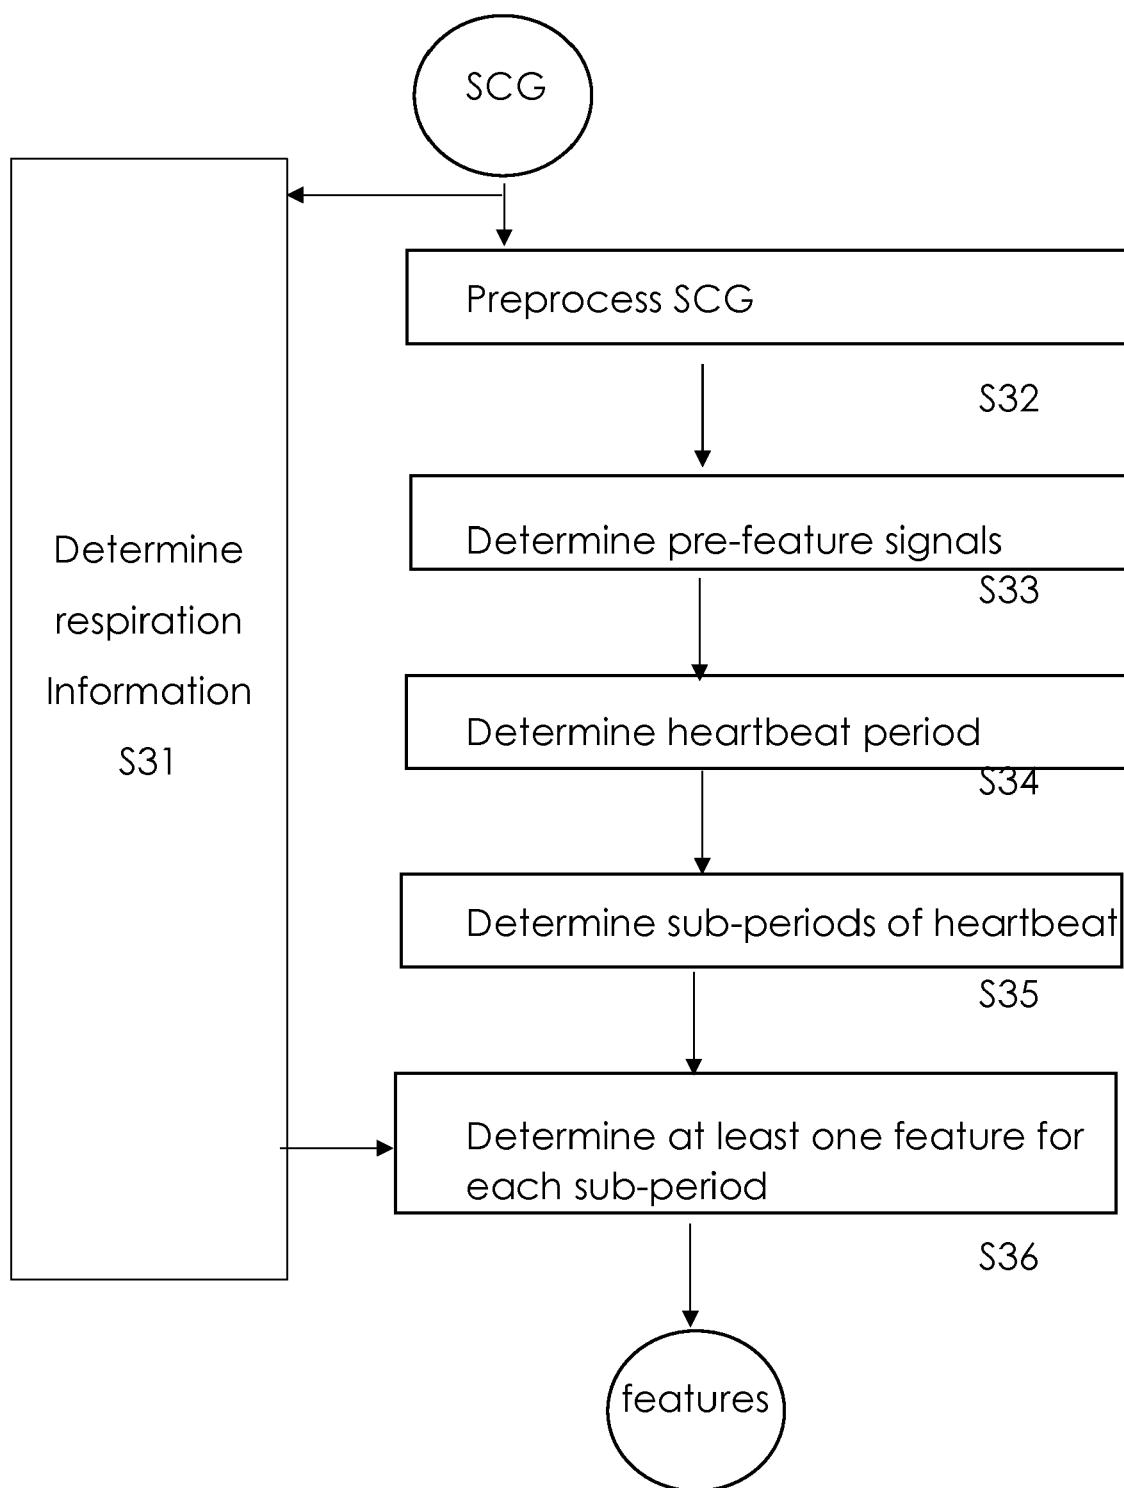 SCG
Preprocess SCG
S32
Determine pre-feature signals
S33
Determine
respiration
Information
S31
Determine heartbeat period
S34
Determine sub-periods of heartbeat
S35
Determine at least one feature for
each sub-period
S36
features